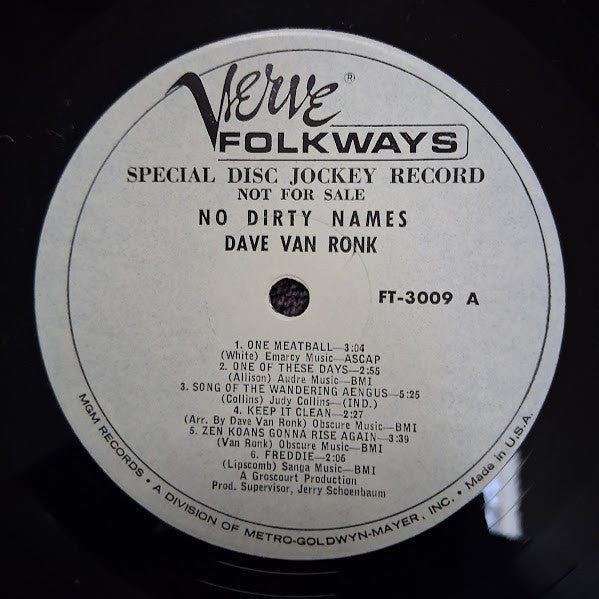 Verve ®
FOLKWAYS
SPECIAL DISC JOCKEY RECORD
NOT FOR SALE
NO DIRTY NAMES
DAVE VAN RONK
FT-3009 A
1. ONE MEATBALL—3:04
(White) Emarcy Music—ASCAP
2. ONE OF THESE DAYS—2:55
(Allison) Audre Music—BMI
3. SONG OF THE WANDERING AENGUS—5:25
(Collins) Judy Collins—(IND.)
4. KEEP IT CLEAN—2:27
(Arr. By Dave Van Ronk) Obscure Music—BMI
5. ZEN KOANS GONNA RISE AGAIN—3:39
(Van Ronk) Obscure Music—BMI
6. FREDDIE—2:06
(Lipscomb) Sanga Music—BMI
A Groscourt Production
Prod. Supervisor, Jerry Schoenbaum
MGM RECORDS • A DIVISION OF METRO-GOLDWYN-MAYER, INC. • Made in U.S.A.